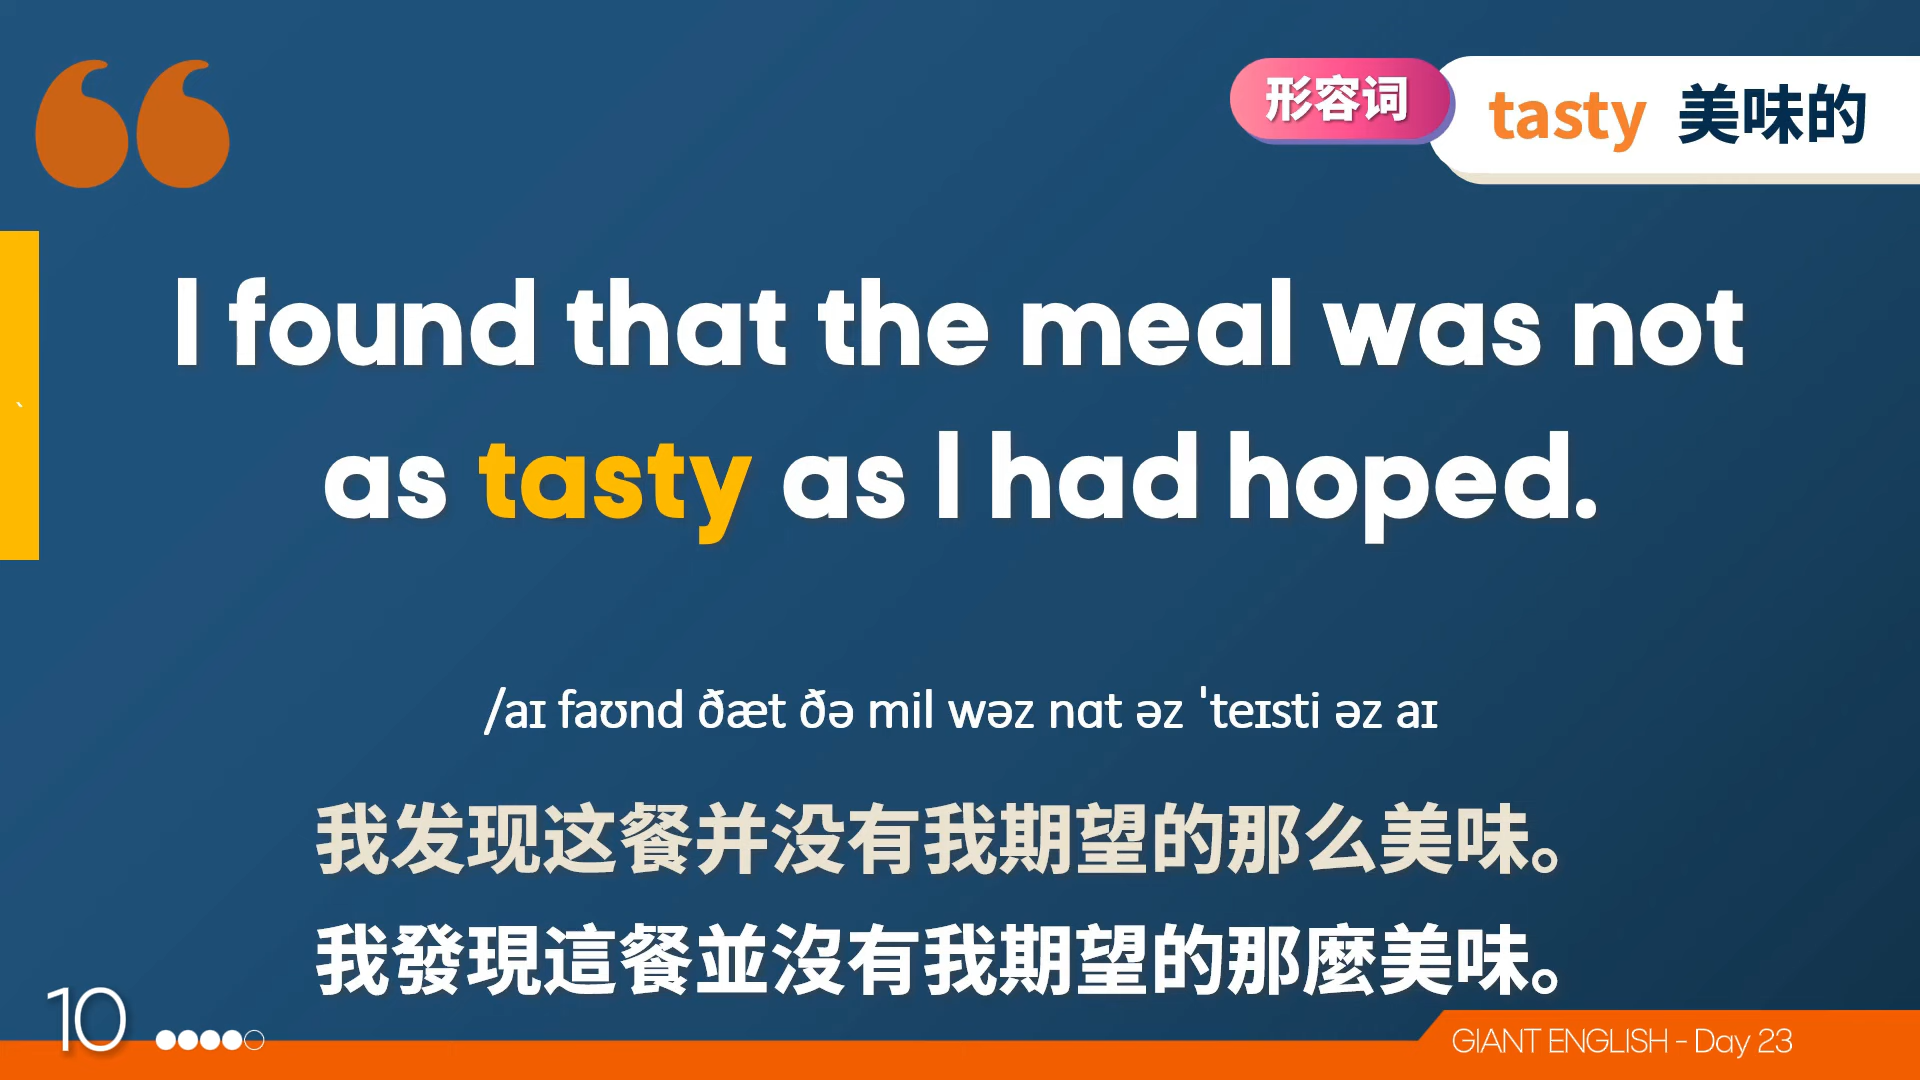 形容词
tasty 美味的
I found that the meal was not
as tasty as I had hoped.
/aɪ faʊnd ðæt ðə mil wəz nɑt əz ˈteɪsti əz aɪ
我发现这餐并没有我期望的那么美味。
我發現這餐並沒有我期望的那麼美味。
10
GIANT ENGLISH - Day 23